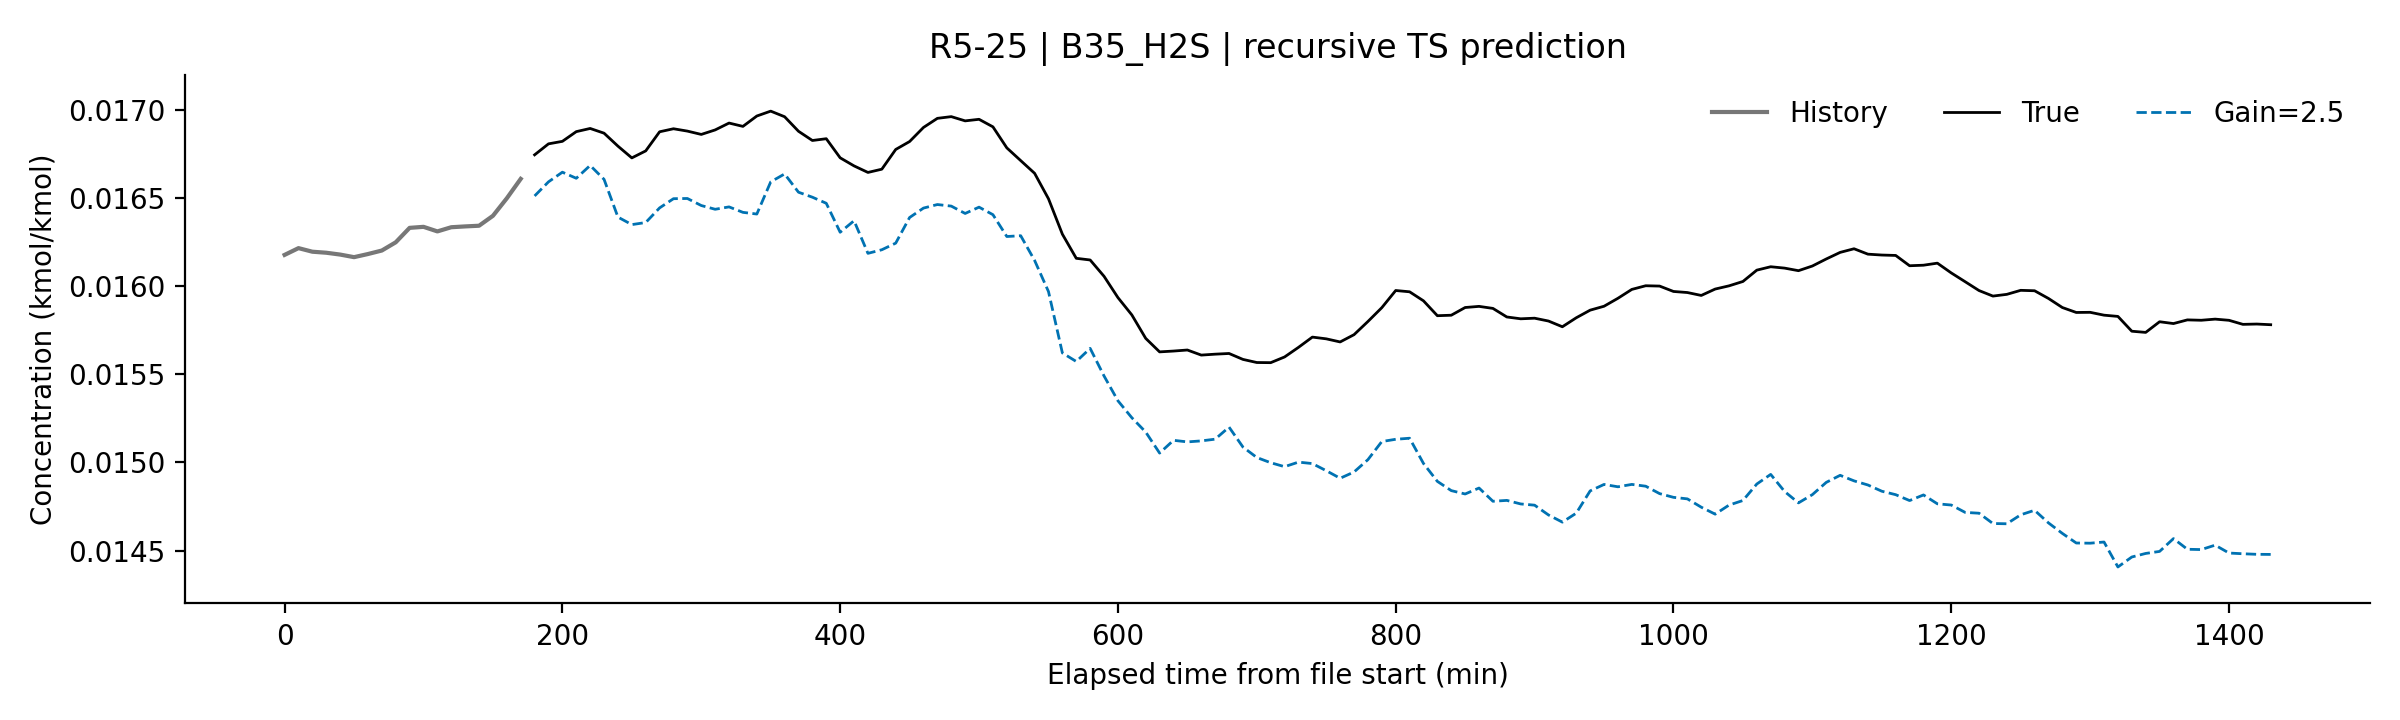 R5-25 | B35_H2S | recursive TS prediction
History
True
Gain=2.5
Concentration (kmol/kmol)
0.0170
0.0165
0.0160
0.0155
0.0150
0.0145
0 200 400 600 800 1000 1200 1400
Elapsed time from file start (min)